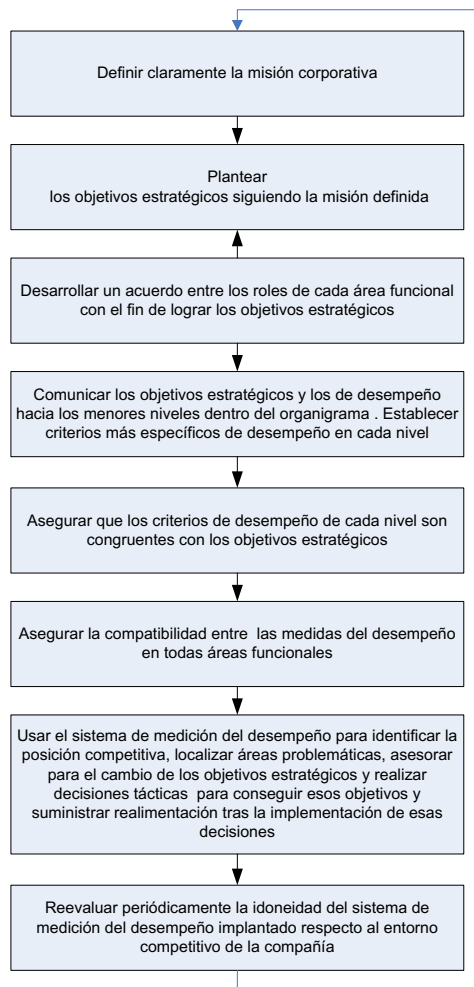 Definir claramente la misión corporativa
Plantear
los objetivos estratégicos siguiendo la misión definida
Desarrollar un acuerdo entre los roles de cada área funcional
con el fin de lograr los objetivos estratégicos
Comunicar los objetivos estratégicos y los de desempeño
hacia los menores niveles dentro del organigrama . Establecer
criterios más específicos de desempeño en cada nivel
Asegurar que los criterios de desempeño de cada nivel son
congruentes con los objetivos estratégicos
Asegurar la compatibilidad entre  las medidas del desempeño
en todas áreas funcionales
Usar el sistema de medición del desempeño para identificar la
posición competitiva, localizar áreas problemáticas, asesorar
para el cambio de los objetivos estratégicos y realizar
decisiones tácticas  para conseguir esos objetivos y
suministrar realimentación tras la implementación de esas
decisiones
Reevaluar periódicamente la idoneidad del sistema de
medición del desempeño implantado respecto al entorno
competitivo de la compañía